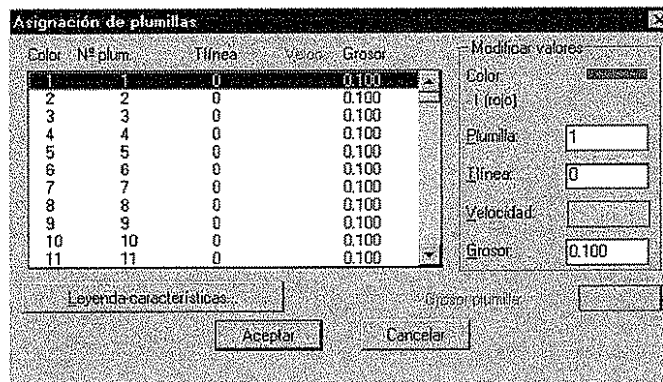 Asignación de plumillas
Color Nº plum. Tlínea Veloc. Grosor
1 1 0 0.100
2 2 0 0.100
3 3 0 0.100
4 4 0 0.100
5 5 0 0.100
6 6 0 0.100
7 7 0 0.100
8 8 0 0.100
9 9 0 0.100
10 10 0 0.100
11 11 0 0.100
Modificar valores
Color:
1 (rojo)
Plumilla: 1
Tlínea: 0
Velocidad:
Grosor: 0.100
Leyenda características...
Grosor plumilla:
Aceptar
Cancelar